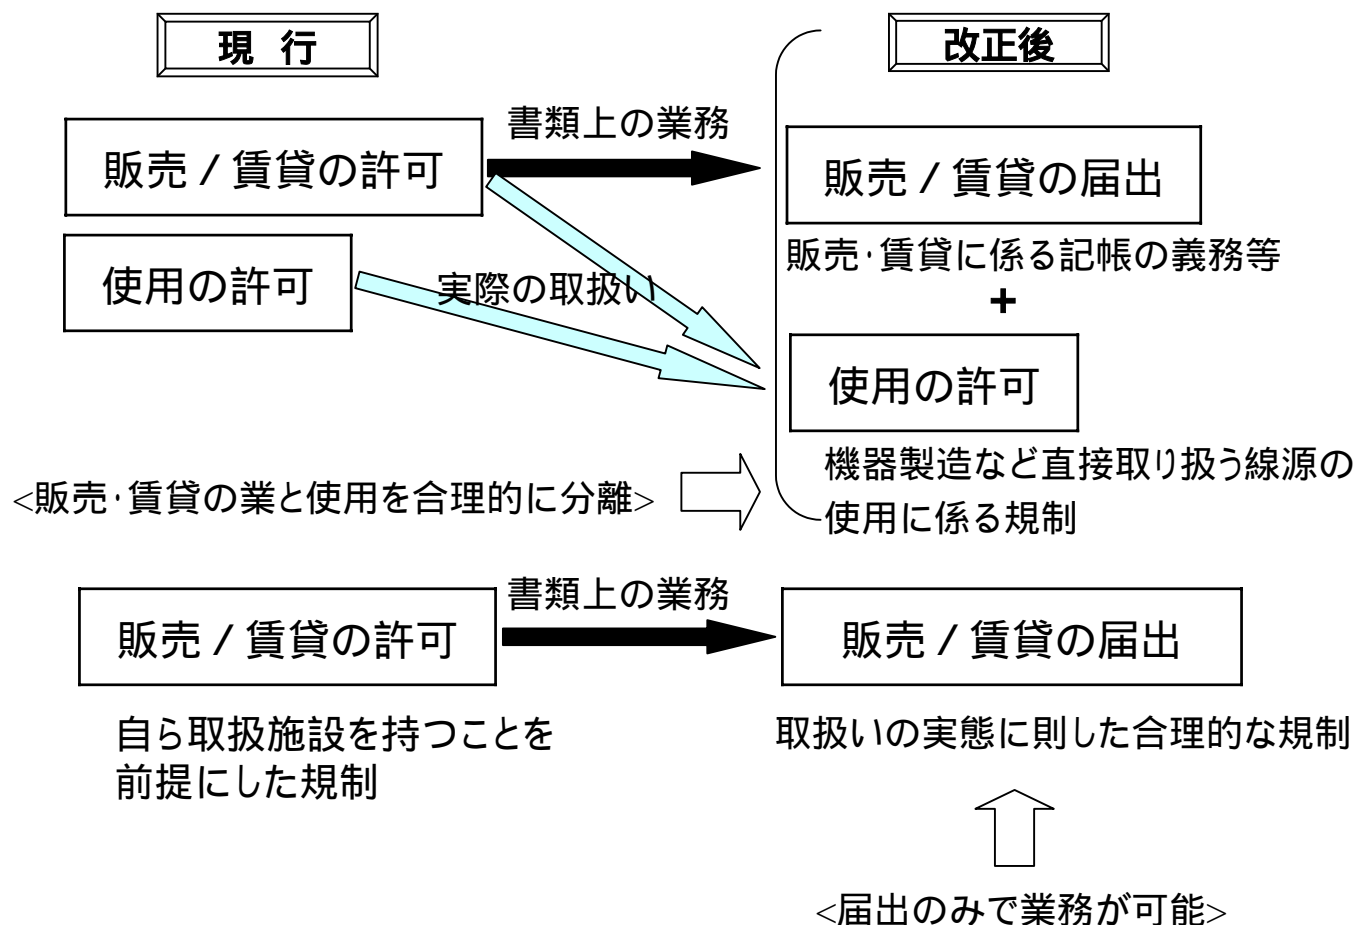 現 行
改正後
書類上の業務
販売 / 賃貸の許可
販売 / 賃貸の届出
販売・賃貸に係る記帳の義務等
使用の許可
実際の取扱い
+
使用の許可
機器製造など直接取り扱う線源の
使用に係る規制
<販売・賃貸の業と使用を合理的に分離>
書類上の業務
販売 / 賃貸の許可
販売 / 賃貸の届出
自ら取扱施設を持つことを
前提にした規制
取扱いの実態に則した合理的な規制
<届出のみで業務が可能>